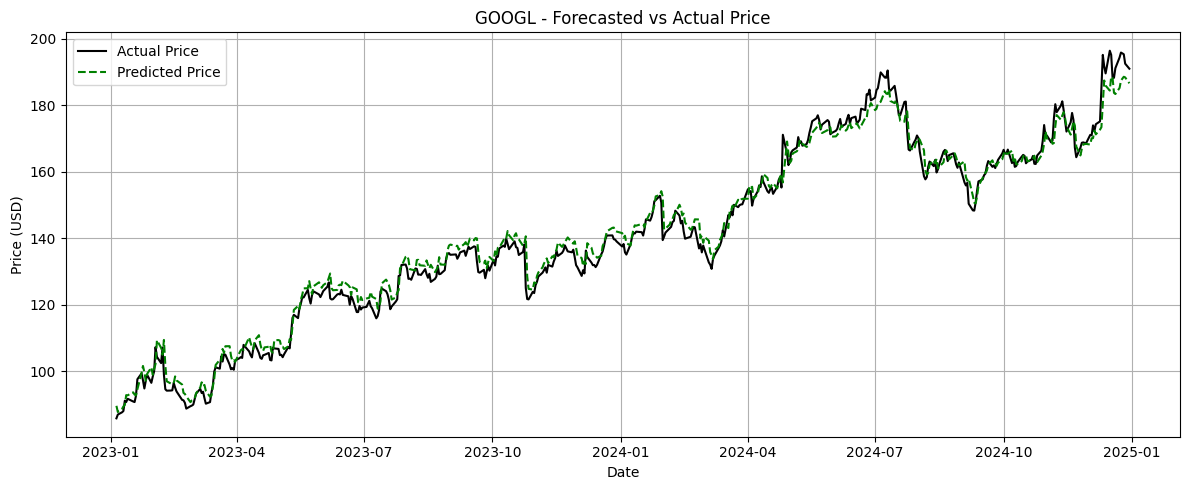 GOOGL - Forecasted vs Actual Price
Actual Price
Predicted Price
Price (USD)
200
180
160
140
120
100
2023-01 2023-04 2023-07 2023-10 2024-01 2024-04 2024-07 2024-10 2025-01
Date